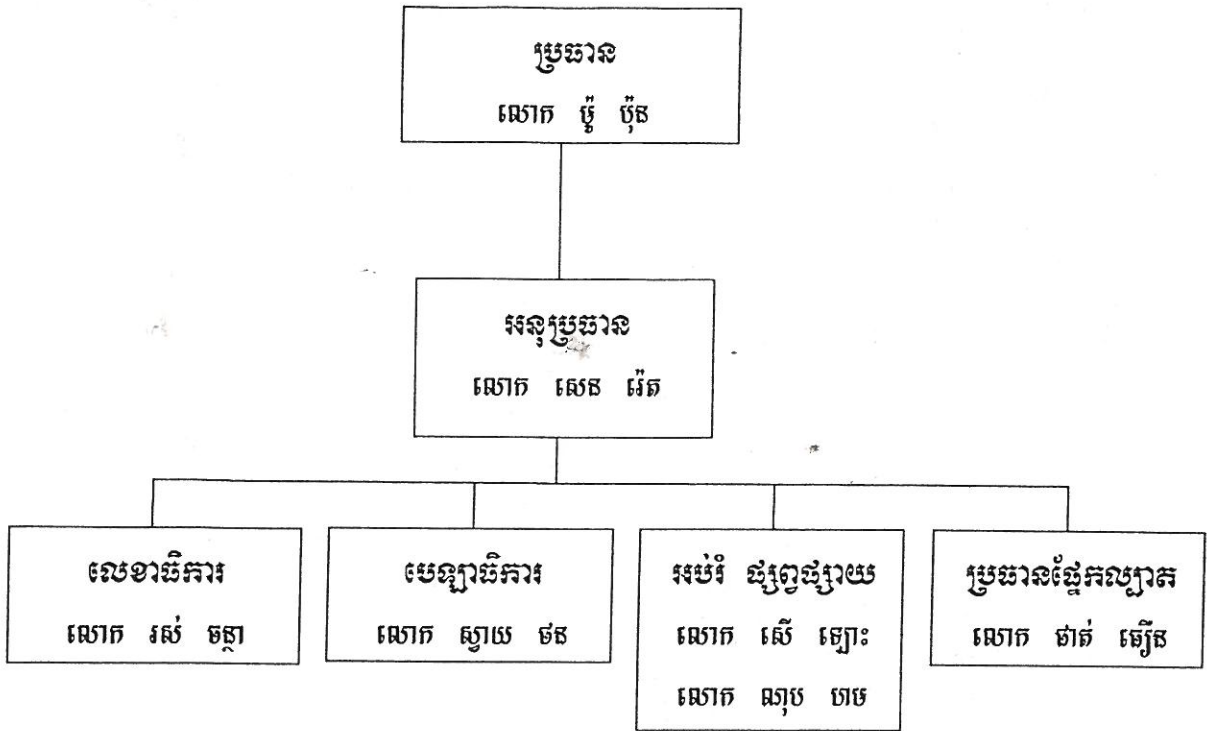 ប្រធាន
លោក ម៉ូ ប៉ុន
អនុប្រធាន
លោក សេន រ៉េត
លេខាធិការ
លោក រស់ ចន្ថា
បេឡាធិការ
លោក ស្វាយ ផន
អប់រំ ផ្សព្វផ្សាយ
លោក សើ ឡោះ
លោក ណុប ហម
ប្រធានផ្នែកល្បាត
លោក ផាត់ ធឿន